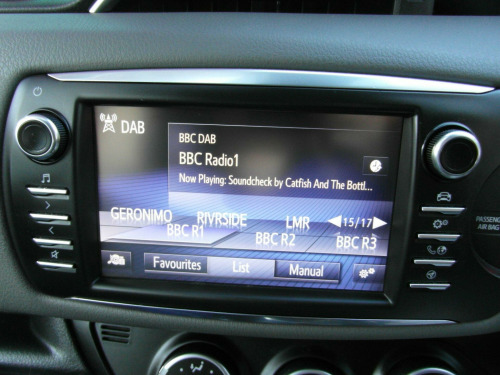 DAB
BBC DAB
BBC Radio1
Now Playing: Soundcheck by Catfish And The Bottl...
GERONIMO RIVRSIDE LMR 15/17
BBC R1 BBC R2 BBC R3
Favourites List Manual
PASSENGER
AIR BAG